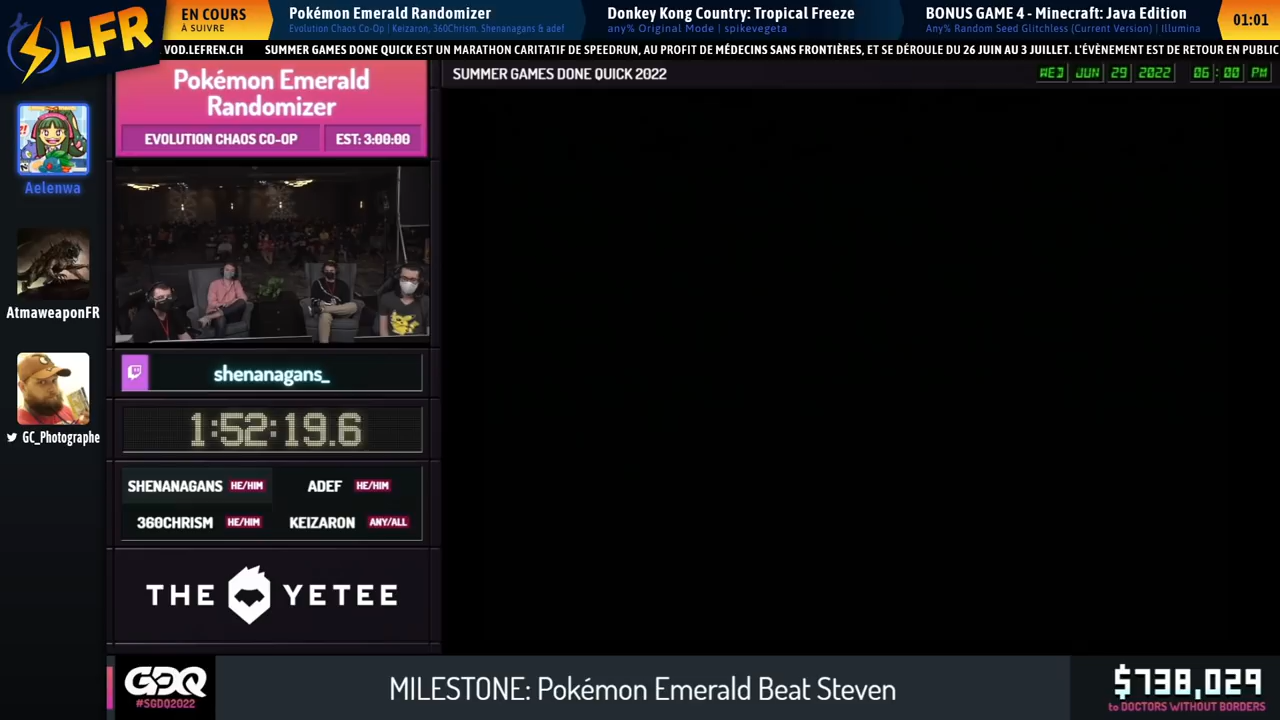 LFR
EN COURS
À SUIVRE
Pokémon Emerald Randomizer
Evolution Chaos Co-Op | Keizaron, 360Chrism, Shenanagans & adef
Donkey Kong Country: Tropical Freeze
any% Original Mode | spikevegeta
BONUS GAME 4 - Minecraft: Java Edition
Any% Random Seed Glitchless (Current Version) | Illumina
01:01
VOD.LEFREN.CH
SUMMER GAMES DONE QUICK EST UN MARATHON CARITATIF DE SPEEDRUN, AU PROFIT DE MÉDECINS SANS FRONTIÈRES, ET SE DÉROULE DU 26 JUIN AU 3 JUILLET. L'ÉVÈNEMENT EST DE RETOUR EN PUBLIC
Pokémon Emerald
Randomizer
EVOLUTION CHAOS CO-OP
EST: 3:00:00
SUMMER GAMES DONE QUICK 2022
WED JUN 29 2022 06:00 PM
Aelenwa
AtmaweaponFR
GC_Photographe
shenanagans_
1:52:19.6
SHENANAGANS HE/HIM
ADEF HE/HIM
360CHRISM HE/HIM
KEIZARON ANY/ALL
THE YETEE
GDQ
#SGDQ2022
MILESTONE: Pokémon Emerald Beat Steven
$738,029
to DOCTORS WITHOUT BORDERS